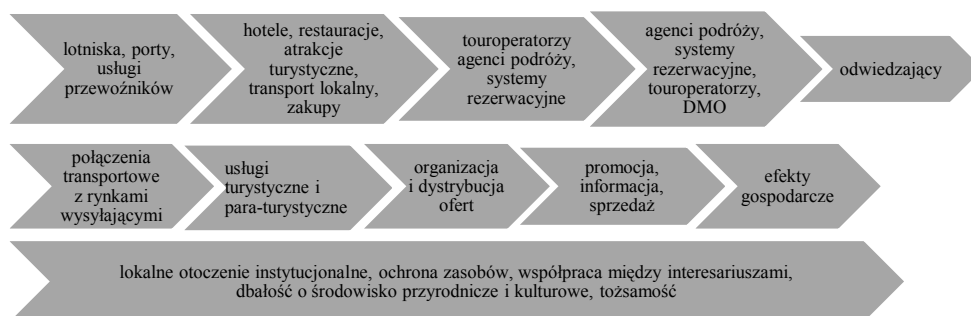 lotniska, porty,
usługi
przewoźników
hotele, restauracje,
atrakcje
turystyczne,
transport lokalny,
zakupy
touroperatorzy
agenci podróży,
systemy
rezerwacyjne
agenci podróży,
systemy
rezerwacyjne,
touroperatorzy,
DMO
odwiedzający
połączenia
transportowe
z rynkami
wysyłającymi
usługi
turystyczne i
para-turystyczne
organizacja
i dystrybucja
ofert
promocja,
informacja,
sprzedaż
efekty
gospodarcze
lokalne otoczenie instytucjonalne, ochrona zasobów, współpraca między interesariuszami,
dbałość o środowisko przyrodnicze i kulturowe, tożsamość